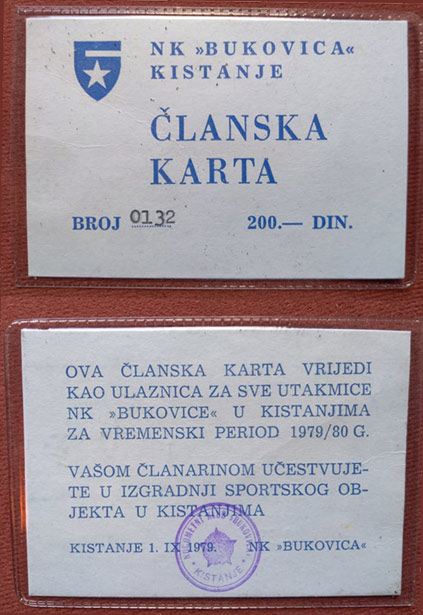 NK »BUKOVICA«
KISTANJE
ČLANSKA
KARTA
BROJ 0132 200.— DIN.
OVA ČLANSKA KARTA VRIJEDI
KAO ULAZNICA ZA SVE UTAKMICE
NK »BUKOVICE« U KISTANJIMA
ZA VREMENSKI PERIOD 1979/80 G.
VAŠOM ČLANARINOM UČESTVUJE-
TE U IZGRADNJI SPORTSKOG OB-
JEKTA U KISTANJIMA
KISTANJE 1. IX 1979. NK »BUKOVICA«
KISTANJE